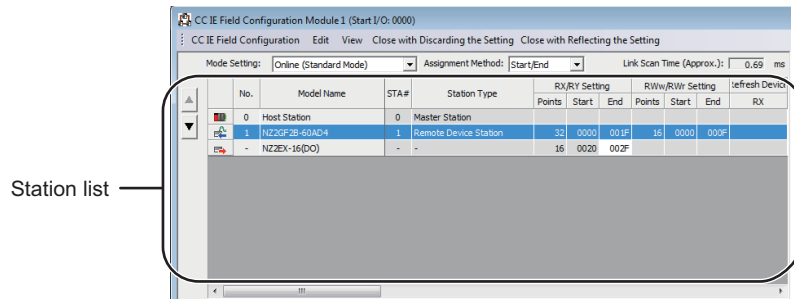 CC IE Field Configuration Module 1 (Start I/O: 0000)
CC IE Field Configuration Edit View Close with Discarding the Setting Close with Reflecting the Setting
Mode Setting: Online (Standard Mode) Assignment Method: Start/End Link Scan Time (Approx.): 0.69 ms
No. Model Name STA# Station Type RX/RY Setting RWw/RWr Setting Refresh Devic
Points Start End Points Start End RX
0 Host Station 0 Master Station
1 NZ2GF2B-60AD4 1 Remote Device Station 32 0000 001F 16 0000 000F
- NZ2EX-16(DO) - - 16 0020 002F
Station list